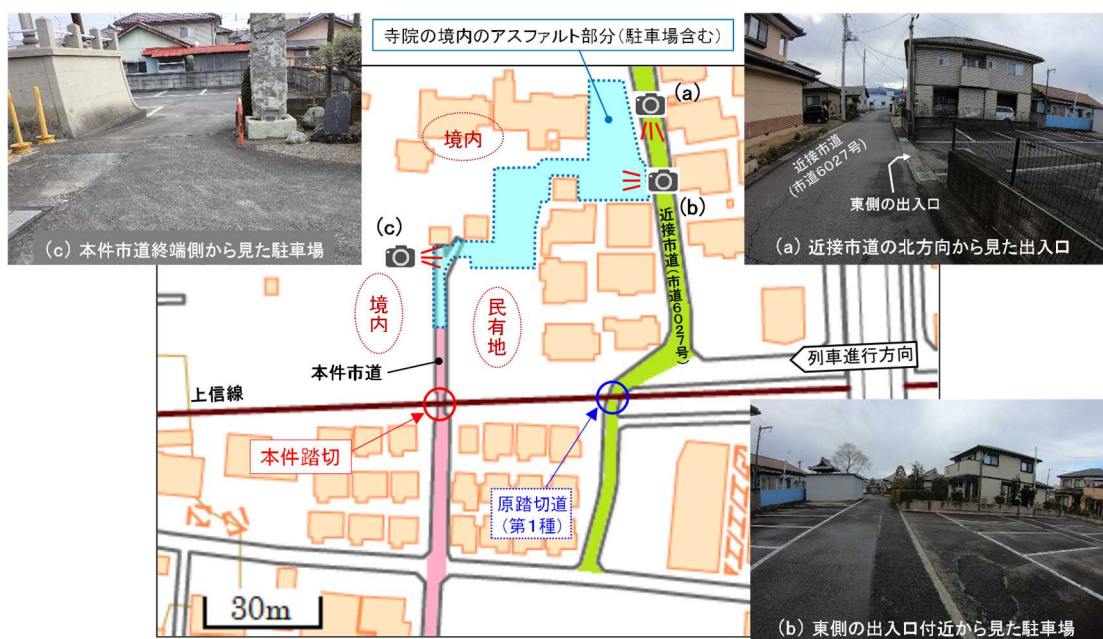 寺院の境内のアスファルト部分(駐車場含む)
(c) 本件市道終端側から見た駐車場
近接市道
(市道6027号)
東側の出入口
(a) 近接市道の北方向から見た出入口
境内
(a)
(b)
(c)
境内
民有地
近接市道(市道6027号)
本件市道
列車進行方向
上信線
本件踏切
原踏切道
(第1種)
30m
(b) 東側の出入口付近から見た駐車場